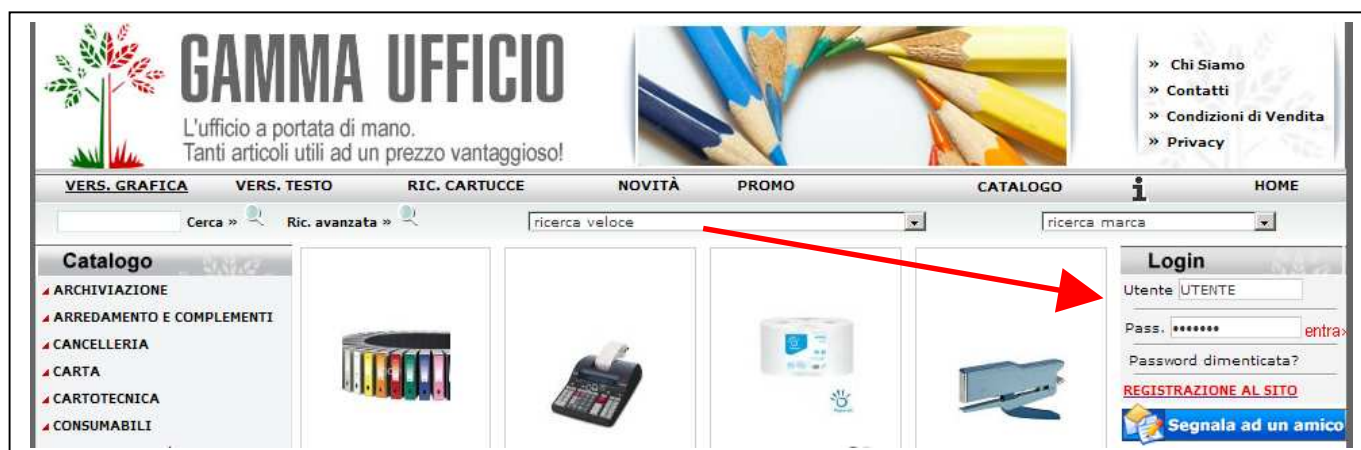 GAMMA UFFICIO
L'ufficio a portata di mano.
Tanti articoli utili ad un prezzo vantaggioso!
» Chi Siamo
» Contatti
» Condizioni di Vendita
» Privacy
VERS. GRAFICA VERS. TESTO RIC. CARTUCCE NOVITÀ PROMO CATALOGO i HOME
Cerca » Ric. avanzata » ricerca veloce ricerca marca
Catalogo
ARCHIVIAZIONE
ARREDAMENTO E COMPLEMENTI
CANCELLERIA
CARTA
CARTOTECNICA
CONSUMABILI
Login
Utente UTENTE
Pass. ••••••• entra»
Password dimenticata?
REGISTRAZIONE AL SITO
Segnala ad un amico